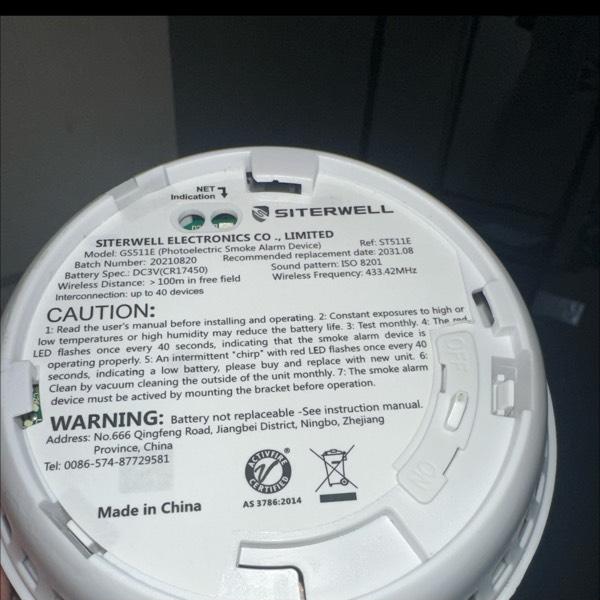 NET
Indication
SITERWELL
SITERWELL ELECTRONICS CO ., LIMITED
Model: GS511E (Photoelectric Smoke Alarm Device) Ref: ST511E
Batch Number: 20210820 Recommended replacement date: 2031.08
Battery Spec.: DC3V(CR17450) Sound pattern: ISO 8201
Wireless Distance: > 100m in free field Wireless Frequency: 433.42MHz
Interconnection: up to 40 devices
CAUTION:
1: Read the user's manual before installing and operating. 2: Constant exposures to high or
low temperatures or high humidity may reduce the battery life. 3: Test monthly. 4: The red
LED flashes once every 40 seconds, indicating that the smoke alarm device is
operating properly. 5: An intermittent "chirp" with red LED flashes once every 40
seconds, indicating a low battery, please buy and replace with new unit. 6:
Clean by vacuum cleaning the outside of the unit monthly. 7: The smoke alarm
device must be actived by mounting the bracket before operation.
WARNING: Battery not replaceable -See instruction manual.
Address: No.666 Qingfeng Road, Jiangbei District, Ningbo, Zhejiang
Province, China
Tel: 0086-574-87729581
OFF
ON
ACTIVFIRE
CERTIFIED
AS 3786:2014
Made in China